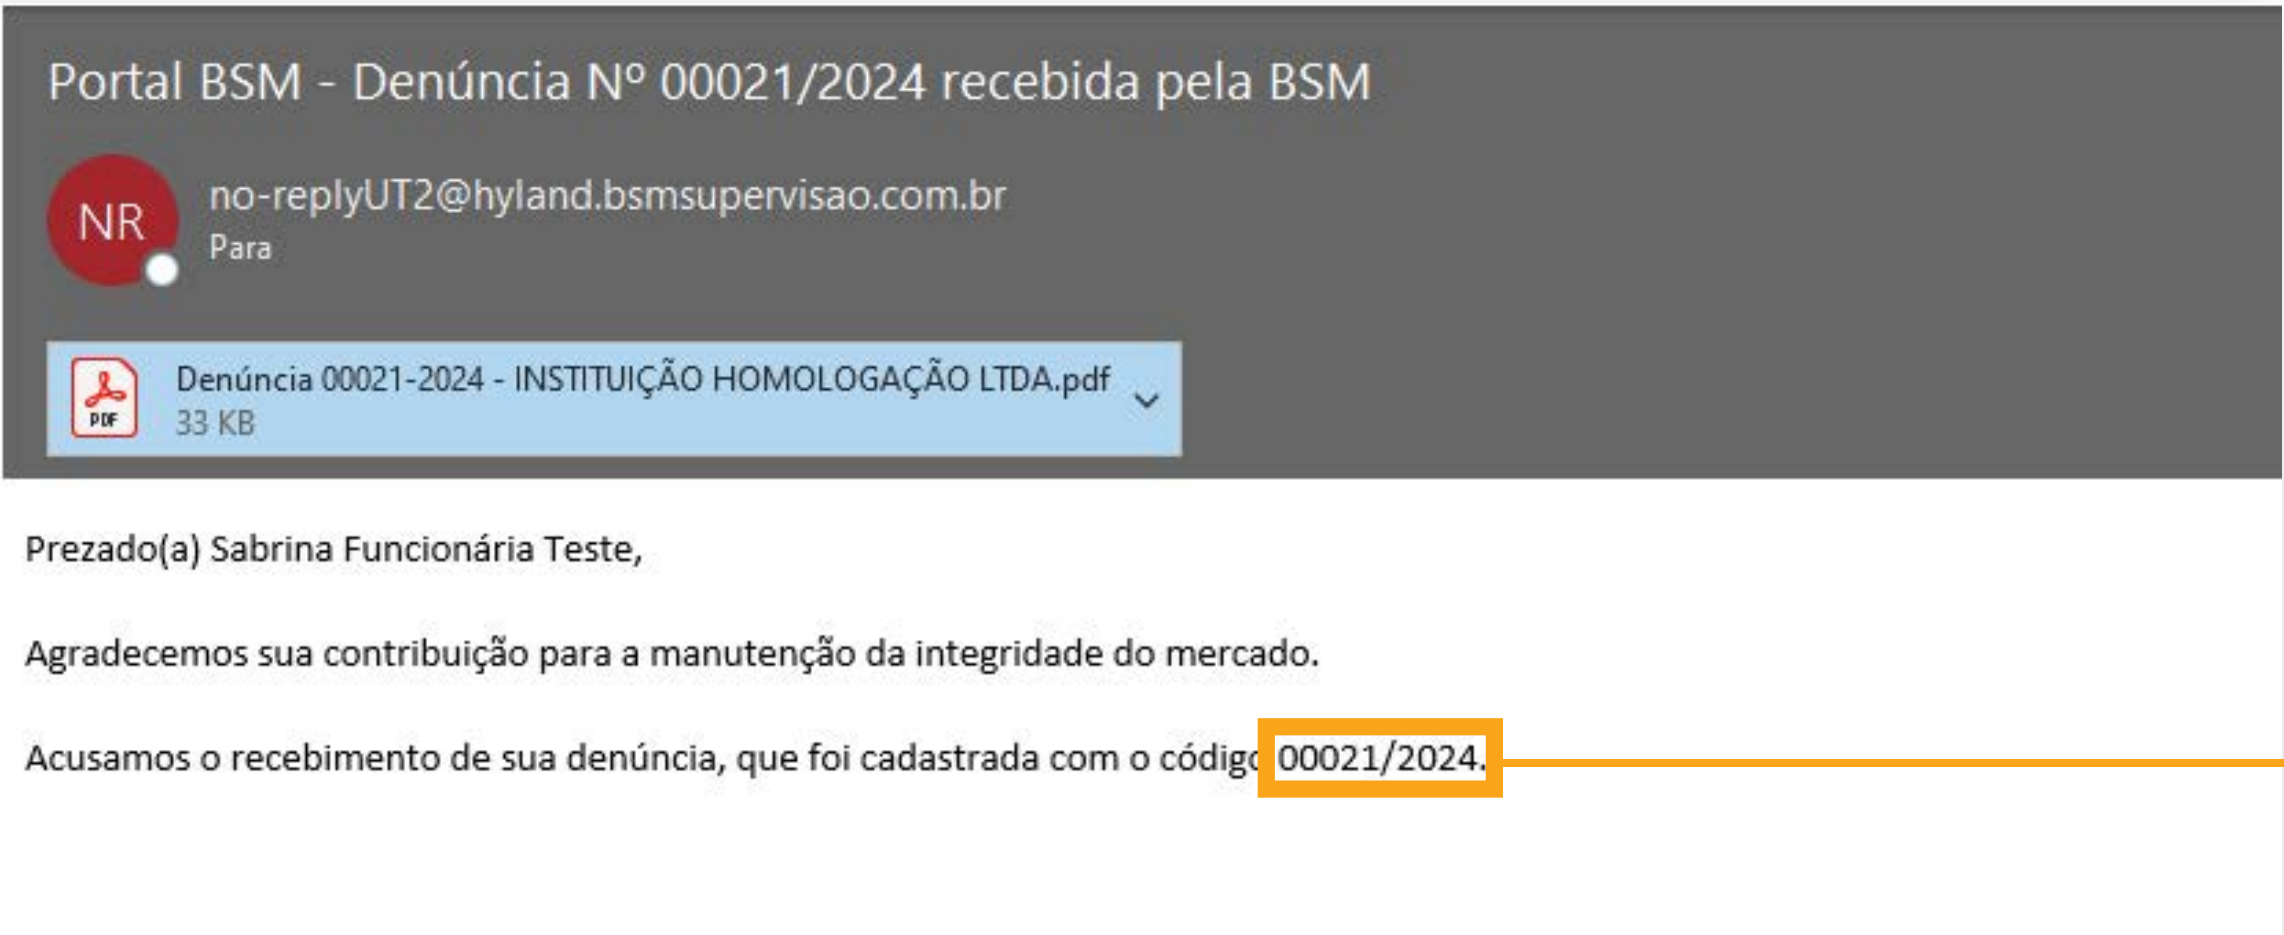 Portal BSM - Denúncia Nº 00021/2024 recebida pela BSM
NR
no-replyUT2@hyland.bsmsupervisao.com.br
Para
PDF
Denúncia 00021-2024 - INSTITUIÇÃO HOMOLOGAÇÃO LTDA.pdf
33 KB
Prezado(a) Sabrina Funcionária Teste,
Agradecemos sua contribuição para a manutenção da integridade do mercado.
Acusamos o recebimento de sua denúncia, que foi cadastrada com o código 00021/2024.